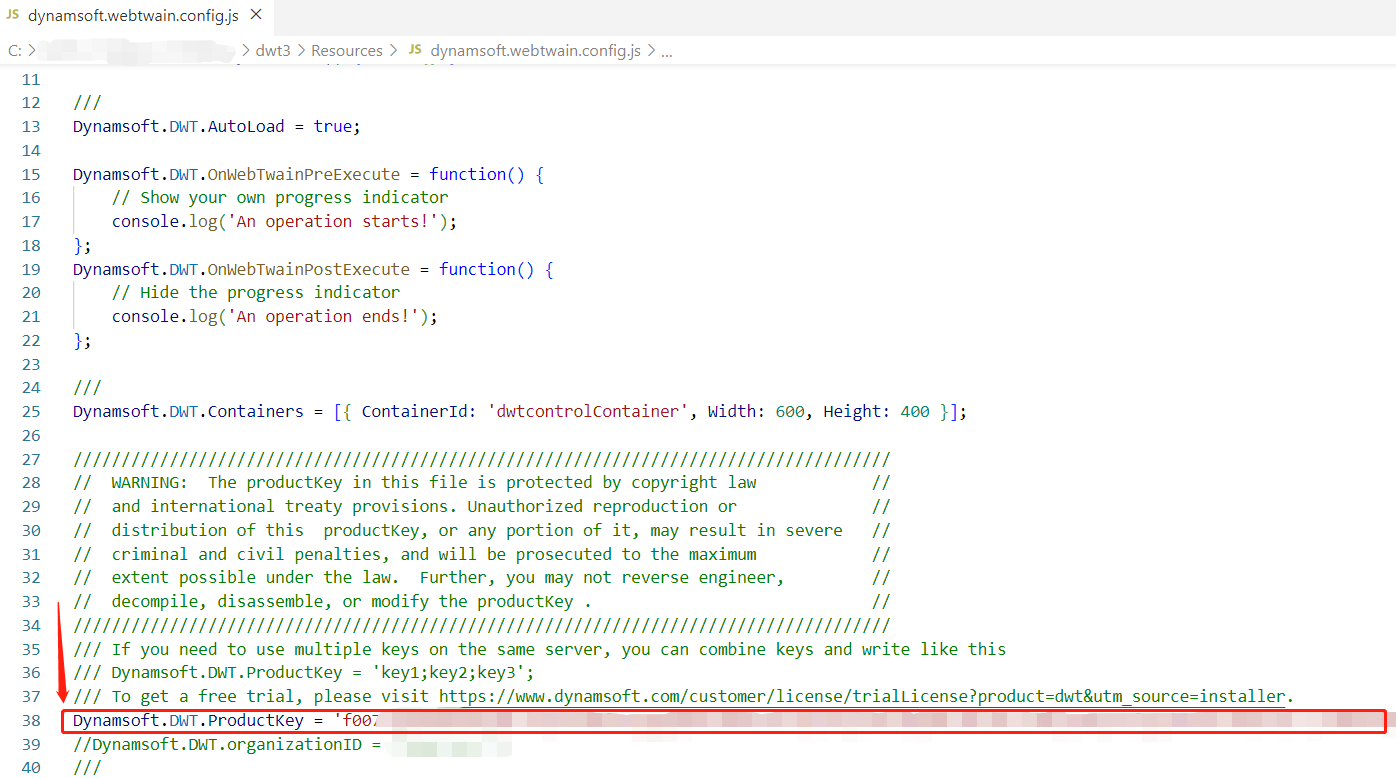 JS dynamsoft.webtwain.config.js ×
C: > > dwt3 > Resources > JS dynamsoft.webtwain.config.js > ...
11
12 ///
13 Dynamsoft.DWT.AutoLoad = true;
14
15 Dynamsoft.DWT.OnWebTwainPreExecute = function() {
16 // Show your own progress indicator
17 console.log('An operation starts!');
18 };
19 Dynamsoft.DWT.OnWebTwainPostExecute = function() {
20 // Hide the progress indicator
21 console.log('An operation ends!');
22 };
23
24 ///
25 Dynamsoft.DWT.Containers = [{ ContainerId: 'dwtcontrolContainer', Width: 600, Height: 400 }];
26
27 /////////////////////////////////////////////////////////////////////////////////////
28 // WARNING: The productKey in this file is protected by copyright law //
29 // and international treaty provisions. Unauthorized reproduction or //
30 // distribution of this productKey, or any portion of it, may result in severe //
31 // criminal and civil penalties, and will be prosecuted to the maximum //
32 // extent possible under the law. Further, you may not reverse engineer, //
33 // decompile, disassemble, or modify the productKey . //
34 /////////////////////////////////////////////////////////////////////////////////////
35 /// If you need to use multiple keys on the same server, you can combine keys and write like this
36 /// Dynamsoft.DWT.ProductKey = 'key1;key2;key3';
37 /// To get a free trial, please visit https://www.dynamsoft.com/customer/license/trialLicense?product=dwt&utm_source=installer.
38 Dynamsoft.DWT.ProductKey = 'f007
39 //Dynamsoft.DWT.organizationID =
40 ///